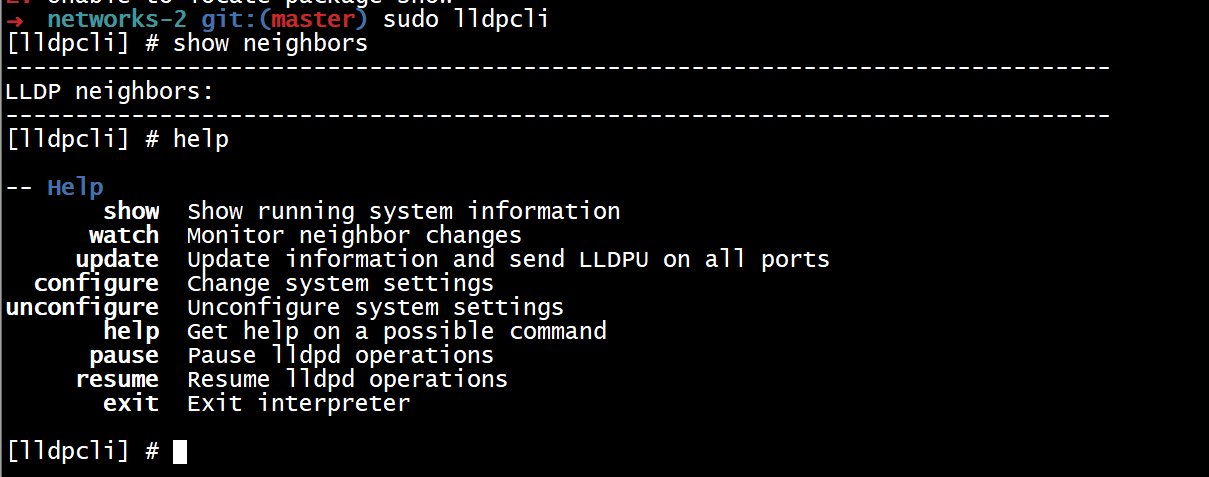 ➜  networks-2 git:(master) sudo lldpcli
[lldpcli] # show neighbors
-------------------------------------------------------------------------------
LLDP neighbors:
-------------------------------------------------------------------------------
[lldpcli] # help

-- Help
       show  Show running system information
      watch  Monitor neighbor changes
     update  Update information and send LLDPU on all ports
  configure  Change system settings
unconfigure  Unconfigure system settings
       help  Get help on a possible command
      pause  Pause lldpd operations
     resume  Resume lldpd operations
       exit  Exit interpreter

[lldpcli] #